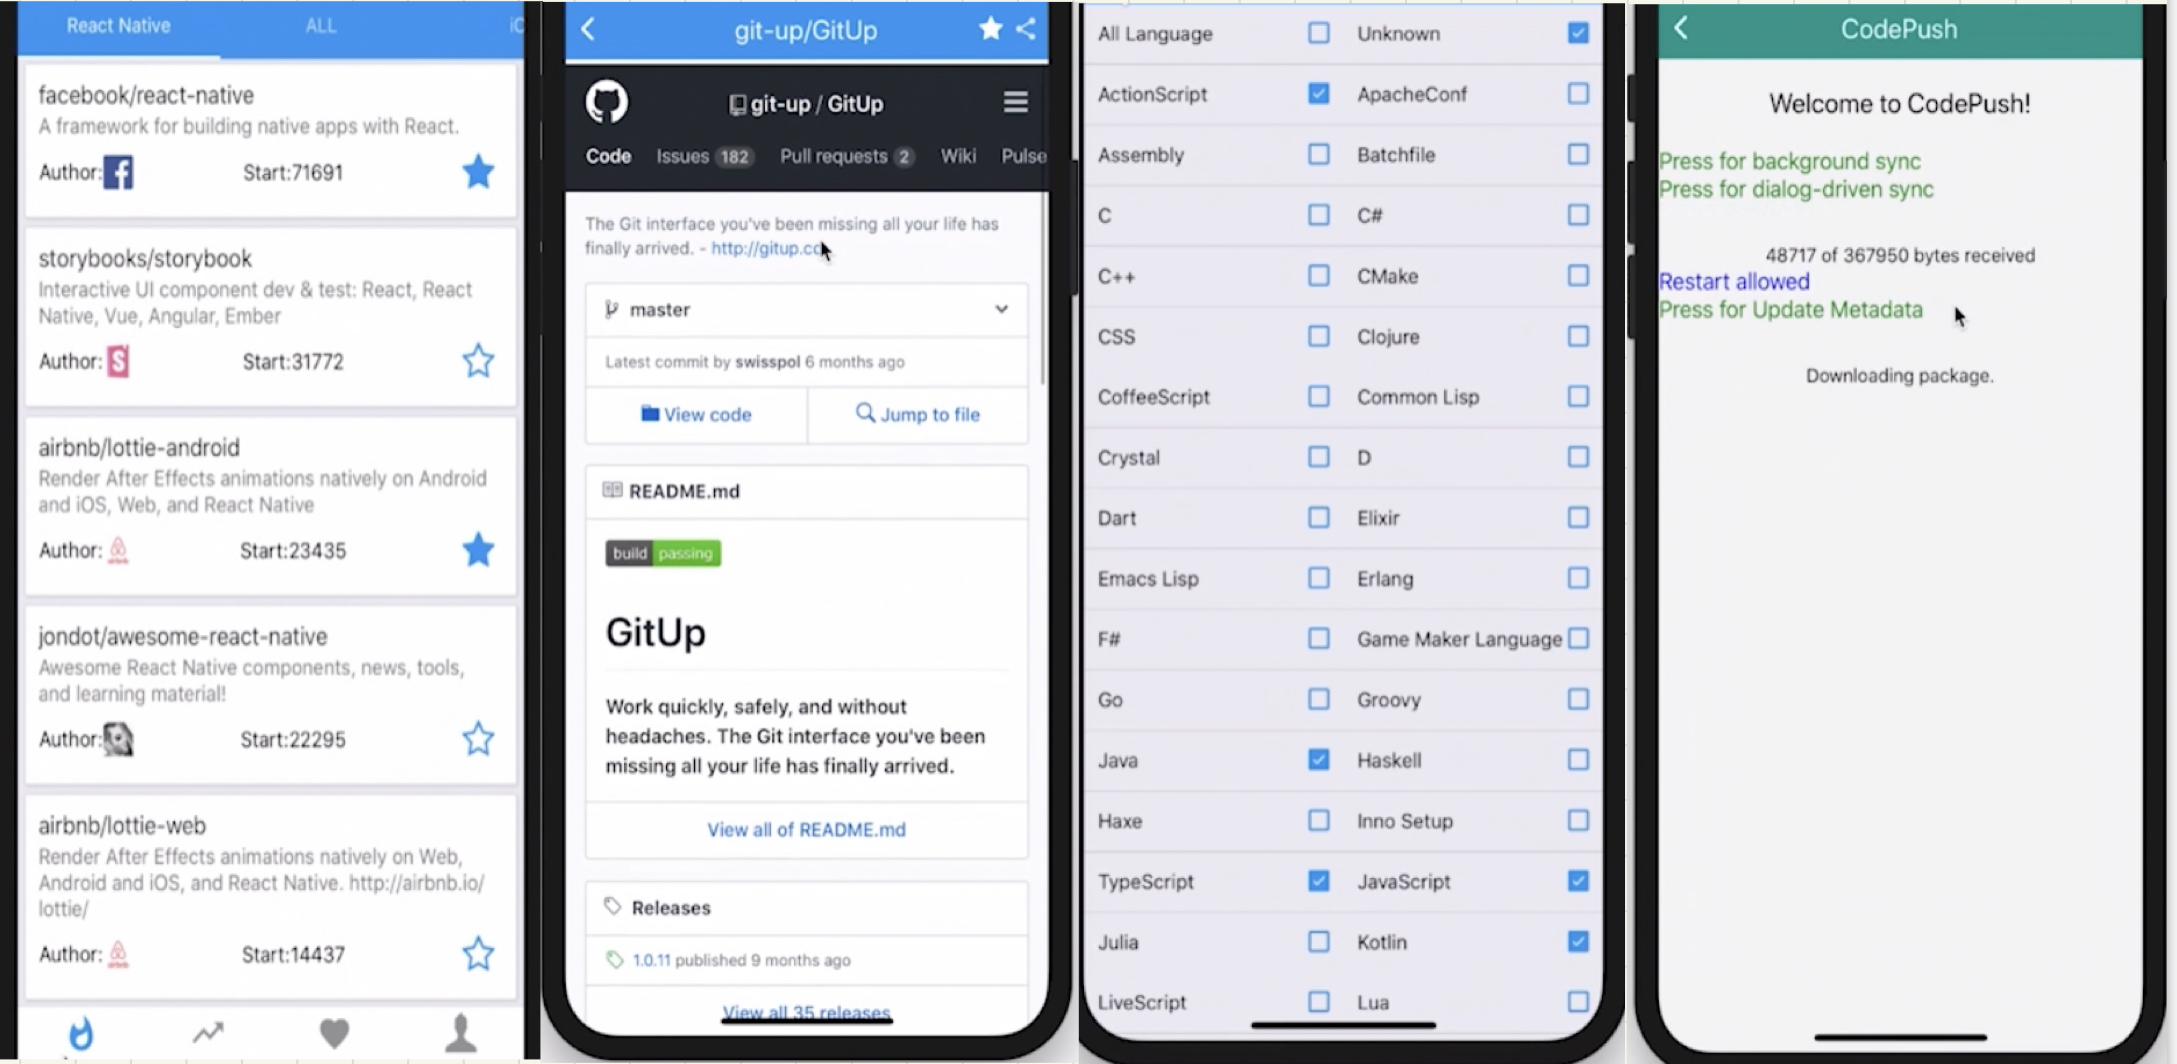 React Native
ALL
iO
facebook/react-native
A framework for building native apps with React.
Author:
Start:71691
storybooks/storybook
Interactive UI component dev & test: React, React
Native, Vue, Angular, Ember
Author:
Start:31772
airbnb/lottie-android
Render After Effects animations natively on Android
and iOS, Web, and React Native
Author:
Start:23435
jondot/awesome-react-native
Awesome React Native components, news, tools,
and learning material!
Author:
Start:22295
airbnb/lottie-web
Render After Effects animations natively on Web,
Android and iOS, and React Native. http://airbnb.io/
lottie/
Author:
Start:14437
git-up/GitUp
git-up / GitUp
Code Issues 182 Pull requests 2 Wiki Pulse
The Git interface you've been missing all your life has
finally arrived. - http://gitup.co
master
Latest commit by swisspol 6 months ago
View code
Jump to file
README.md
build passing
GitUp
Work quickly, safely, and without
headaches. The Git interface you've been
missing all your life has finally arrived.
View all of README.md
Releases
1.0.11 published 9 months ago
View all 35 releases
All Language Unknown
ActionScript ApacheConf
Assembly Batchfile
C C#
C++ CMake
CSS Clojure
CoffeeScript Common Lisp
Crystal D
Dart Elixir
Emacs Lisp Erlang
F# Game Maker Language
Go Groovy
Java Haskell
Haxe Inno Setup
TypeScript JavaScript
Julia Kotlin
LiveScript Lua
CodePush
Welcome to CodePush!
Press for background sync
Press for dialog-driven sync
48717 of 367950 bytes received
Restart allowed
Press for Update Metadata
Downloading package.